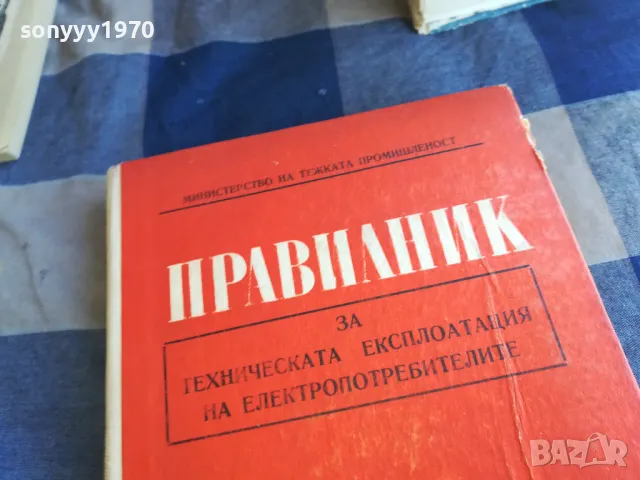 sonyyy1970
МИНИСТЕРСТВО НА ТЕЖКАТА ПРОМИШЛЕНОСТ
ПРАВИЛНИК
ЗА
ТЕХНИЧЕСКАТА ЕКСПЛОАТАЦИЯ
НА ЕЛЕКТРОПОТРЕБИТЕЛИТЕ
BAZAR